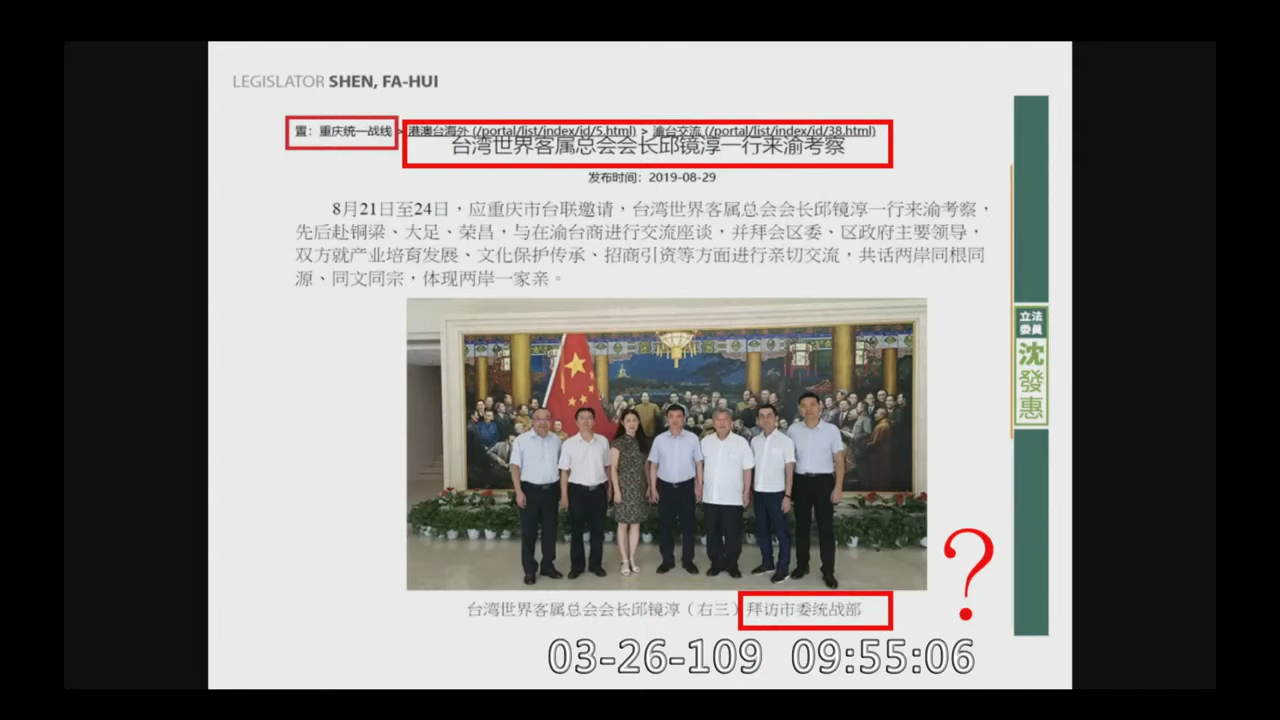 LEGISLATOR SHEN, FA-HUI
置：重庆统一战线 > 港澳台海外 (/portal/list/index/id/5.html) > 渝台交流 (/portal/list/index/id/38.html)
台湾世界客属总会会长邱镜淳一行来渝考察
发布时间：2019-08-29
8月21日至24日，应重庆市台联邀请，台湾世界客属总会会长邱镜淳一行来渝考察，
先后赴铜梁、大足、荣昌，与在渝台商进行交流座谈，并拜会区委、区政府主要领导，
双方就产业培育发展、文化保护传承、招商引资等方面进行亲切交流，共话两岸同根同
源、同文同宗，体现两岸一家亲。
立法
委員
沈
發
惠
?
台湾世界客属总会会长邱镜淳（右三）拜访市委统战部
03-26-109 09:55:06